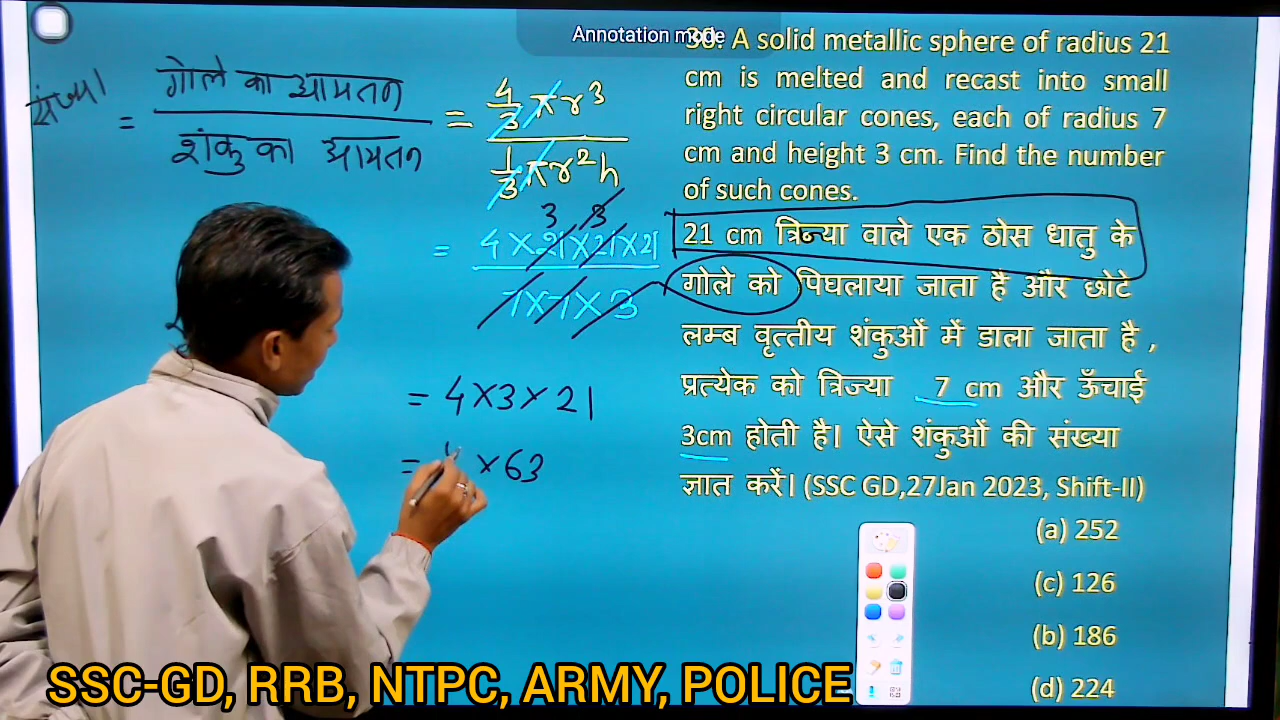 Annotation mode
संख्या = गोले का आयतन / शंकु का आयतन = 4/3 πr³ / 1/3 πr²h
3 3
= 4×21×21×21 / 7×7×3
= 4×3×21
= 4×63
30. A solid metallic sphere of radius 21
cm is melted and recast into small
right circular cones, each of radius 7
cm and height 3 cm. Find the number
of such cones.
21 cm त्रिज्या वाले एक ठोस धातु के
गोले को पिघलाया जाता है और छोटे
लम्ब वृत्तीय शंकुओं में डाला जाता है ,
प्रत्येक को त्रिज्या 7 cm और ऊँचाई
3cm होती है। ऐसे शंकुओं की संख्या
ज्ञात करें। (SSC GD,27Jan 2023, Shift-II)
(a) 252
(c) 126
(b) 186
(d) 224
SSC-GD, RRB, NTPC, ARMY, POLICE